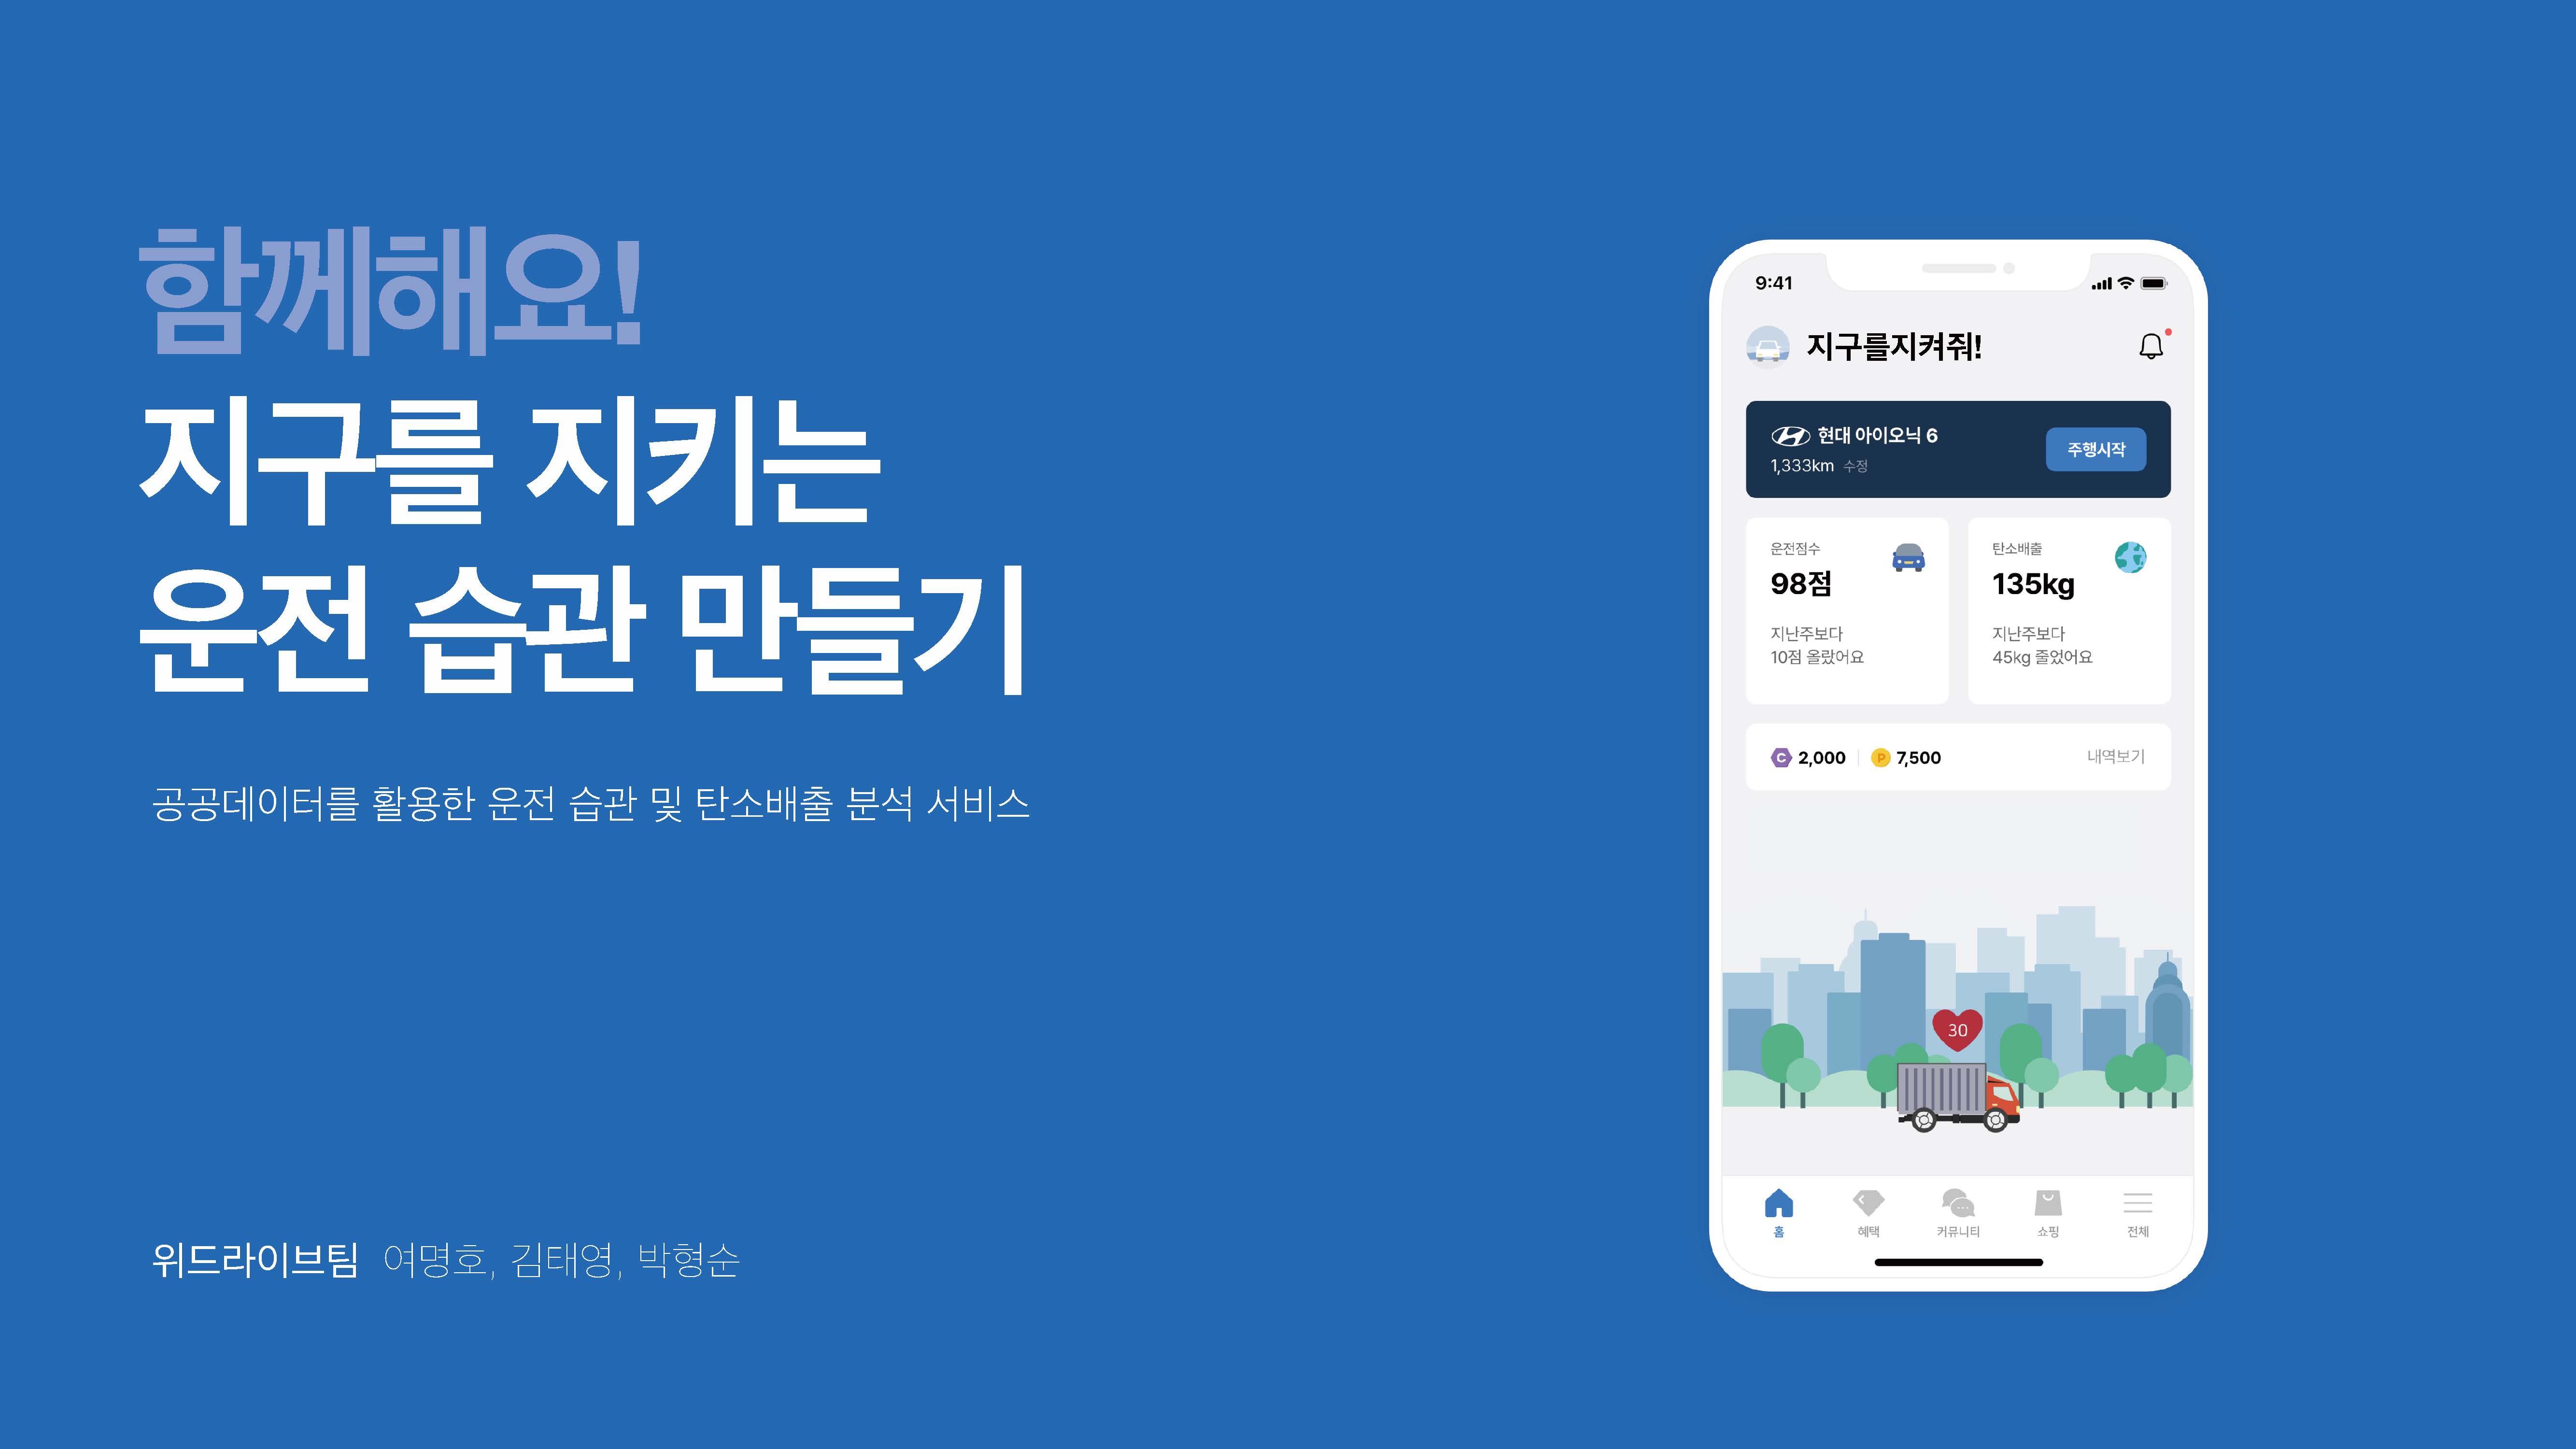 함께해요!
지구를 지키는
운전 습관 만들기
공공데이터를 활용한 운전 습관 및 탄소배출 분석 서비스
위드라이브팀 여명호, 김태영, 박형순
9:41
지구를지켜줘!
현대 아이오닉 6
1,333km 수정
주행시작
운전점수
98점
지난주보다
10점 올랐어요
탄소배출
135kg
지난주보다
45kg 줄었어요
C 2,000 P 7,500 내역보기
30
홈 혜택 커뮤니티 쇼핑 전체